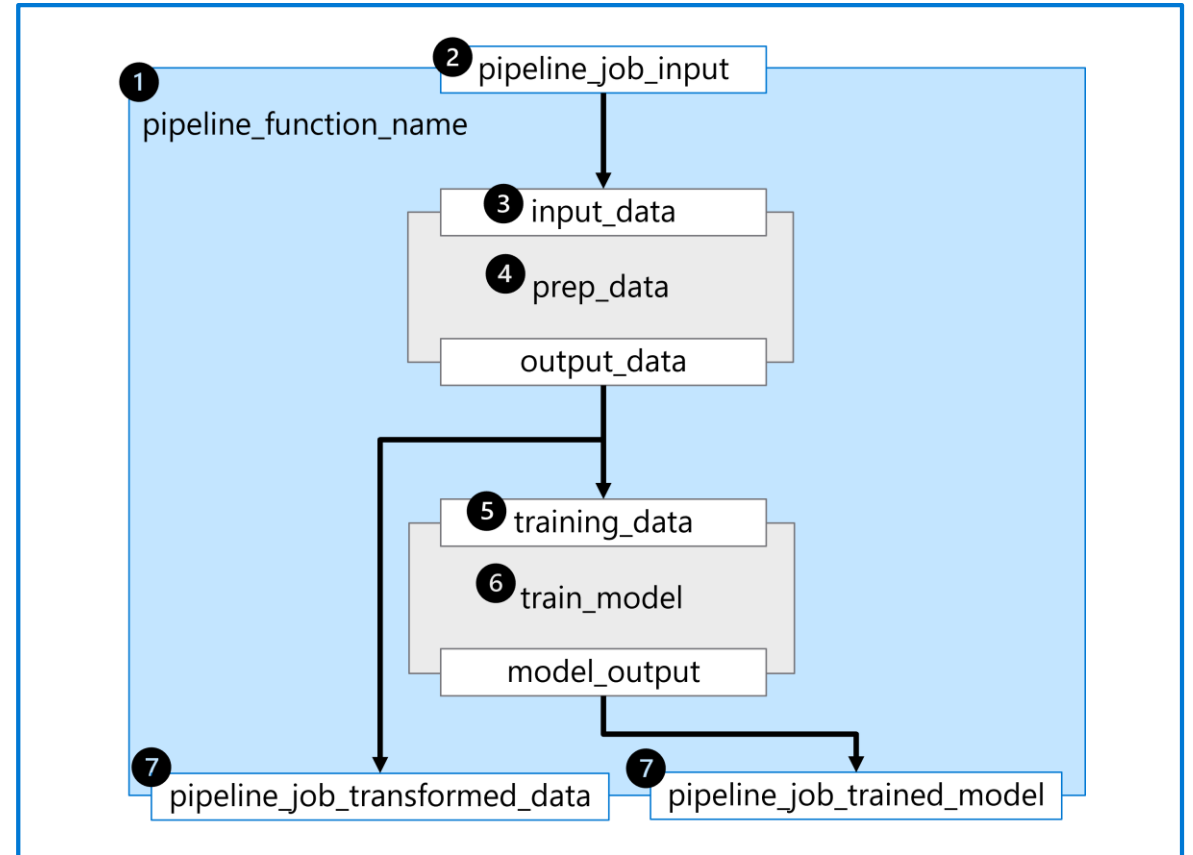 2 pipeline_job_input
1
pipeline_function_name
3 input_data
4 prep_data
output_data
5 training_data
6 train_model
model_output
7 pipeline_job_transformed_data
7 pipeline_job_trained_model